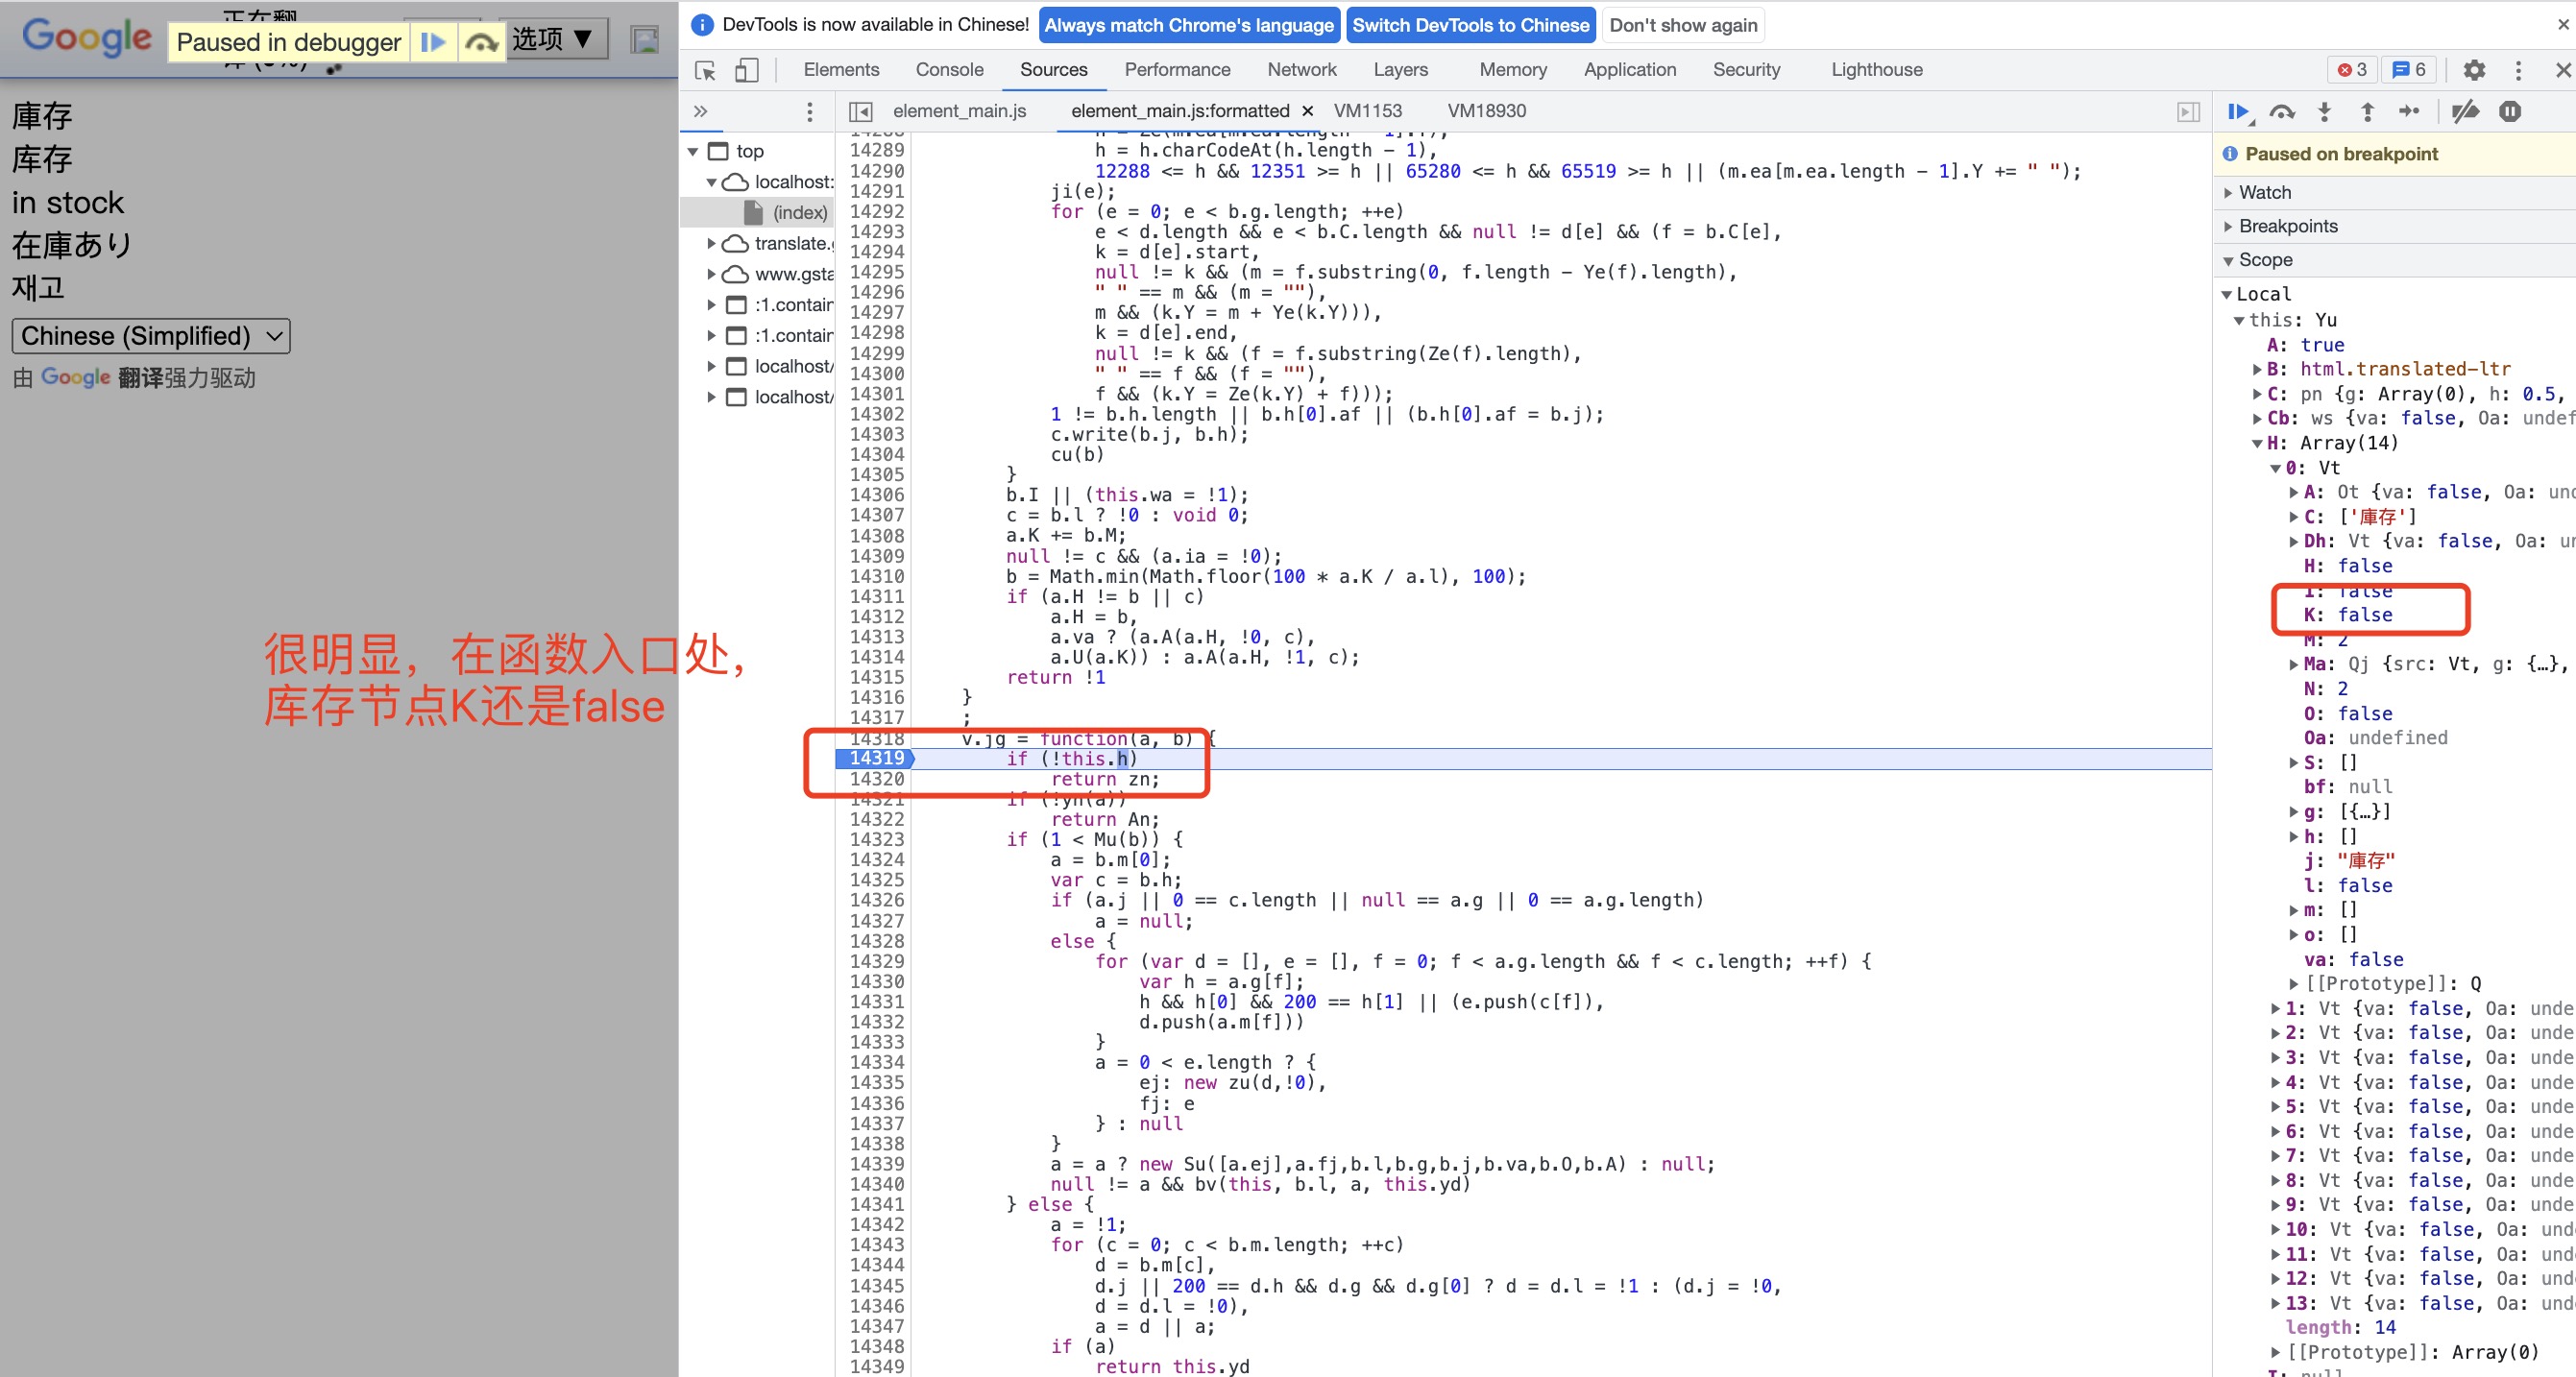 Google
Paused in debugger
选项 ▼
庫存
库存
in stock
在庫あり
재고
Chinese (Simplified)
由 Google 翻译强力驱动
很明显，在函数入口处，
库存节点K还是false
DevTools is now available in Chinese!
Always match Chrome's language
Switch DevTools to Chinese
Don't show again
Elements
Console
Sources
Performance
Network
Layers
Memory
Application
Security
Lighthouse
3
6
element_main.js
element_main.js:formatted
VM1153
VM18930
top
localhost:
(index)
translate.
www.gsta
:1.contain
:1.contain
localhost/
localhost/
14289 h = h.charCodeAt(h.length - 1),
14290 12288 <= h && 12351 >= h || 65280 <= h && 65519 >= h || (m.ea[m.ea.length - 1].Y += " ");
14291 ji(e);
14292 for (e = 0; e < b.g.length; ++e)
14293 e < d.length && e < b.C.length && null != d[e] && (f = b.C[e],
14294 k = d[e].start,
14295 null != k && (m = f.substring(0, f.length - Ye(f).length),
14296 " " == m && (m = ""),
14297 m && (k.Y = m + Ye(k.Y))),
14298 k = d[e].end,
14299 null != k && (f = f.substring(Ze(f).length),
14300 " " == f && (f = ""),
14301 f && (k.Y = Ze(k.Y) + f)));
14302 1 != b.h.length || b.h[0].af || (b.h[0].af = b.j);
14303 c.write(b.j, b.h);
14304 cu(b)
14305 }
14306 b.I || (this.wa = !1);
14307 c = b.l ? !0 : void 0;
14308 a.K += b.M;
14309 null != c && (a.ia = !0);
14310 b = Math.min(Math.floor(100 * a.K / a.l), 100);
14311 if (a.H != b || c)
14312 a.H = b,
14313 a.va ? (a.A(a.H, !0, c),
14314 a.U(a.K)) : a.A(a.H, !1, c);
14315 return !1
14316 }
14317 ;
14318 v.jg = function(a, b) {
14319 if (!this.h)
14320 return zn;
14321 if (!yn(a))
14322 return An;
14323 if (1 < Mu(b)) {
14324 a = b.m[0];
14325 var c = b.h;
14326 if (a.j || 0 == c.length || null == a.g || 0 == a.g.length)
14327 a = null;
14328 else {
14329 for (var d = [], e = [], f = 0; f < a.g.length && f < c.length; ++f) {
14330 var h = a.g[f];
14331 h && h[0] && 200 == h[1] || (e.push(c[f]),
14332 d.push(a.m[f]))
14333 }
14334 a = 0 < e.length ? {
14335 ej: new zu(d,!0),
14336 fj: e
14337 } : null
14338 }
14339 a = a ? new Su([a.ej],a.fj,b.l,b.g,b.j,b.va,b.O,b.A) : null;
14340 null != a && bv(this, b.l, a, this.yd)
14341 } else {
14342 a = !1;
14343 for (c = 0; c < b.m.length; ++c)
14344 d = b.m[c],
14345 d.j || 200 == d.h && d.g && d.g[0] ? d = d.l = !1 : (d.j = !0,
14346 d = d.l = !0),
14347 a = d || a;
14348 if (a)
14349 return this.yd
Paused on breakpoint
Watch
Breakpoints
Scope
Local
this: Yu
A: true
B: html.translated-ltr
C: pn {g: Array(0), h: 0.5,
Cb: ws {va: false, Oa: undef
H: Array(14)
0: Vt
A: Ot {va: false, Oa: und
C: ['庫存']
Dh: Vt {va: false, Oa: un
H: false
I: false
K: false
M: 2
Ma: Qj {src: Vt, g: {…},
N: 2
O: false
Oa: undefined
S: []
bf: null
g: [{…}]
h: []
j: "庫存"
l: false
m: []
o: []
va: false
[[Prototype]]: Q
1: Vt {va: false, Oa: unde
2: Vt {va: false, Oa: unde
3: Vt {va: false, Oa: unde
4: Vt {va: false, Oa: unde
5: Vt {va: false, Oa: unde
6: Vt {va: false, Oa: unde
7: Vt {va: false, Oa: unde
8: Vt {va: false, Oa: unde
9: Vt {va: false, Oa: unde
10: Vt {va: false, Oa: und
11: Vt {va: false, Oa: und
12: Vt {va: false, Oa: und
13: Vt {va: false, Oa: und
length: 14
[[Prototype]]: Array(0)